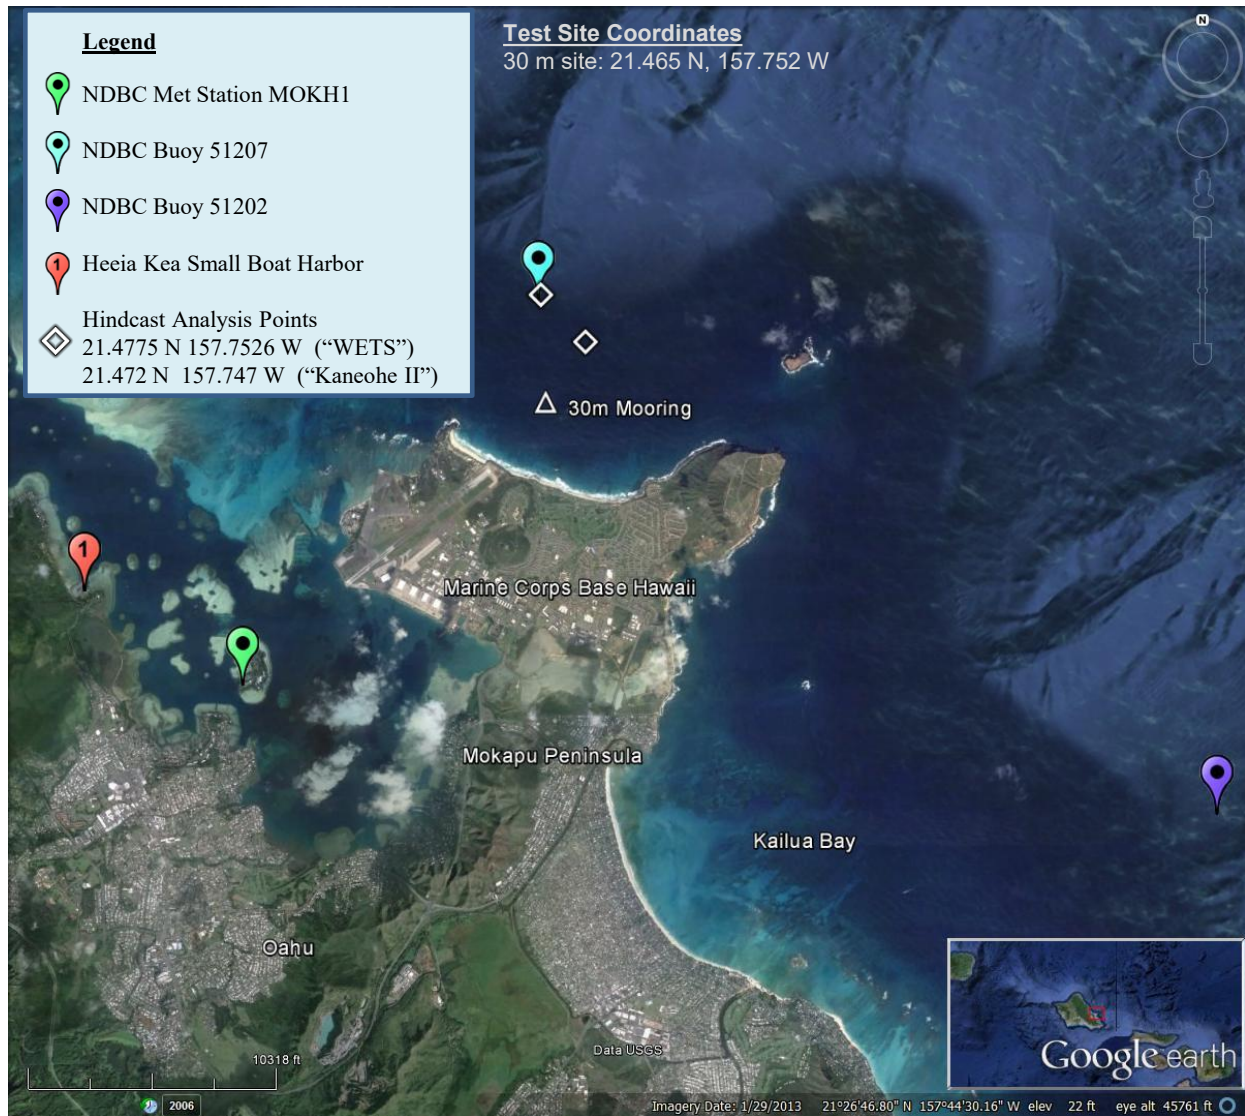 Legend
NDBC Met Station MOKH1
NDBC Buoy 51207
NDBC Buoy 51202
1
Heeia Kea Small Boat Harbor
Hindcast Analysis Points
21.4775 N 157.7526 W (“WETS”)
21.472 N 157.747 W (“Kaneohe II”)
Test Site Coordinates
30 m site: 21.465 N, 157.752 W
N
30m Mooring
1
Marine Corps Base Hawaii
Mokapu Peninsula
Kailua Bay
Oahu
Data USGS
10318 ft
Google earth
2006
Imagery Date: 1/29/2013 21°26'46.80" N 157°44'30.16" W elev 22 ft eye alt 45761 ft